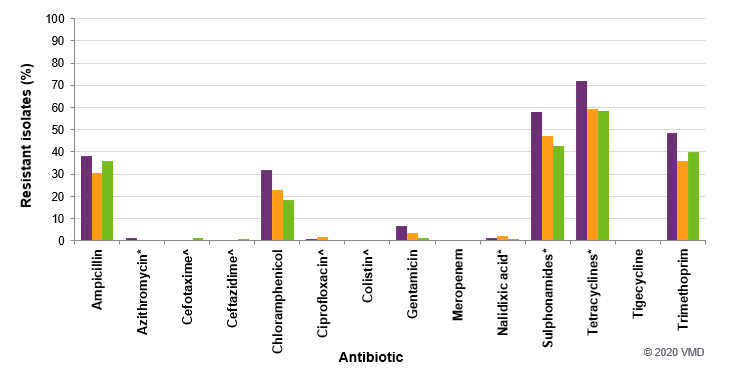 100
90
80
70
60
50
40
30
20
10
0
Resistant isolates (%)
Ampicillin
Azithromycin*
Cefotaxime^
Ceftazidime^
Chloramphenicol
Ciprofloxacin^
Colistin^
Gentamicin
Meropenem
Nalidixic acid*
Sulphonamides*
Tetracyclines*
Tigecycline
Trimethoprim
Antibiotic
© 2020 VMD